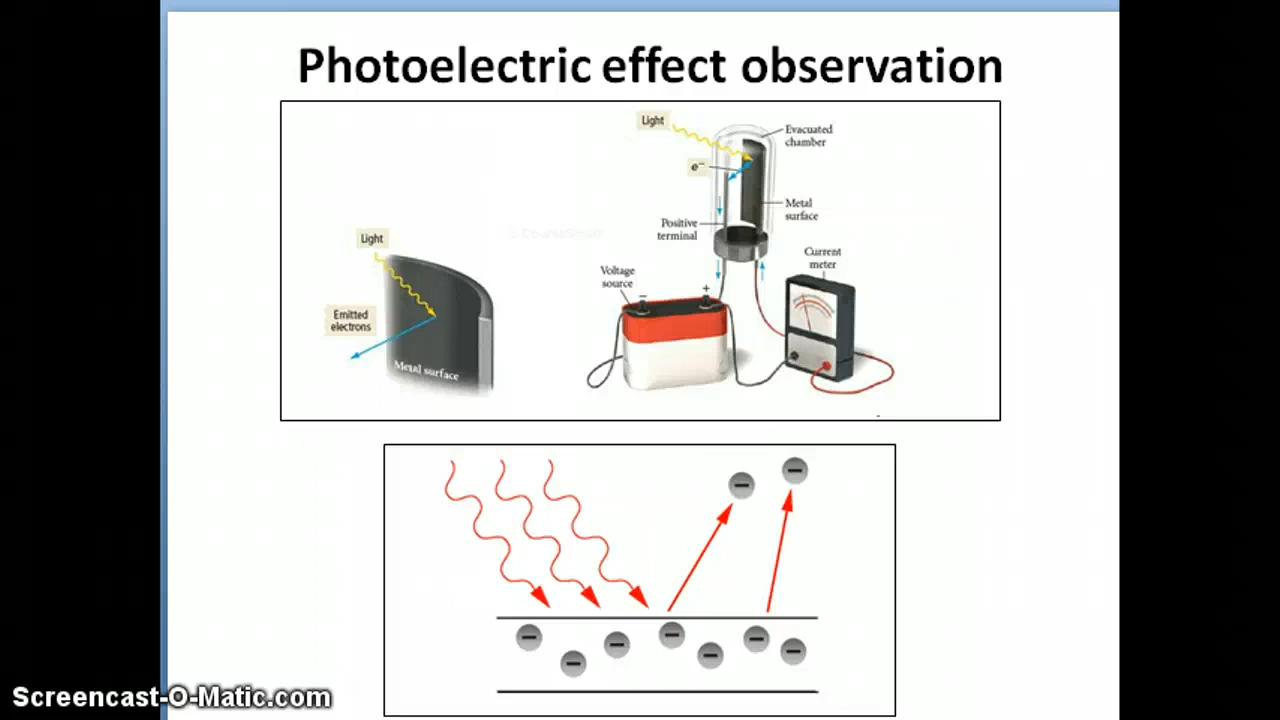 Photoelectric effect observation
Light
Emitted
electrons
Metal surface
Light
e⁻
Evacuated
chamber
Metal
surface
Positive
terminal
Current
meter
Voltage
source
−
+
Screencast-O-Matic.com